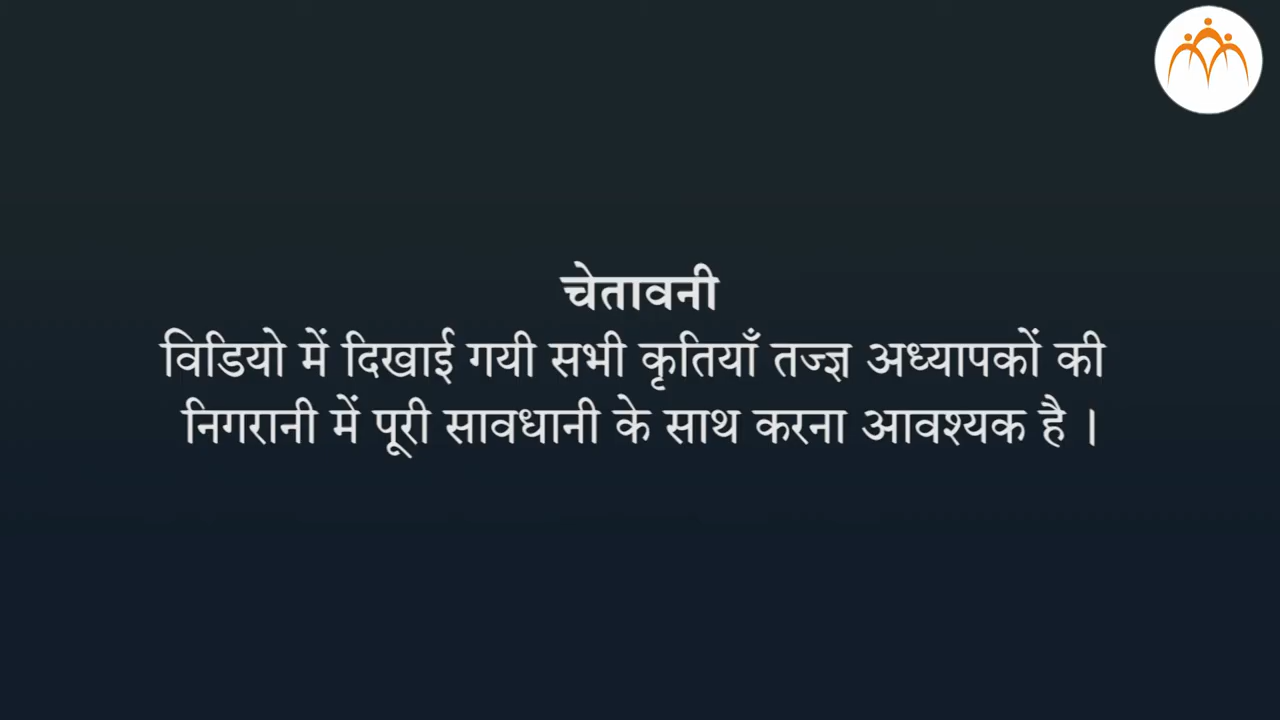 चेतावनी
विडियो में दिखाई गयी सभी कृतियाँ तज्ज्ञ अध्यापकों की
निगरानी में पूरी सावधानी के साथ करना आवश्यक है ।